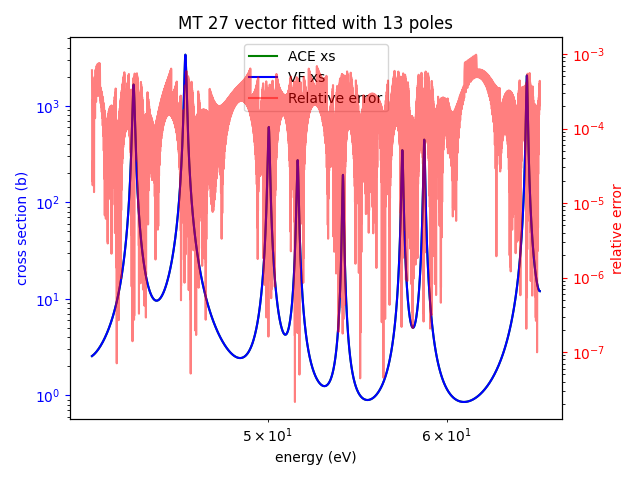 MT 27 vector fitted with 13 poles
ACE xs
VF xs
Relative error
cross section (b)
10³
10²
10¹
10⁰
relative error
10⁻³
10⁻⁴
10⁻⁵
10⁻⁶
10⁻⁷
5 × 10¹
6 × 10¹
energy (eV)